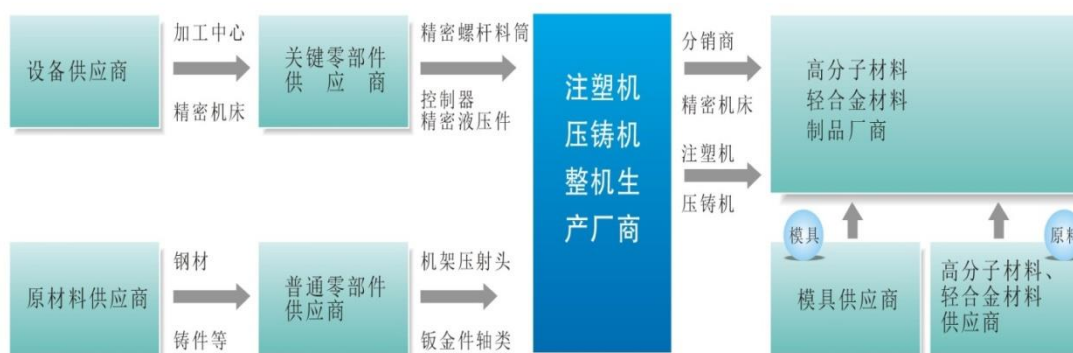 设备供应商
加工中心
精密机床
关键零部件
供应商
精密螺杆料筒
控制器
精密液压件
注塑机
压铸机
整机生
产厂商
分销商
精密机床
注塑机
压铸机
高分子材料
轻合金材料
制品厂商
原材料供应商
钢材
铸件等
普通零部件
供应商
机架压射头
钣金件轴类
模具
模具供应商
原料
高分子材料、
轻合金材料
供应商